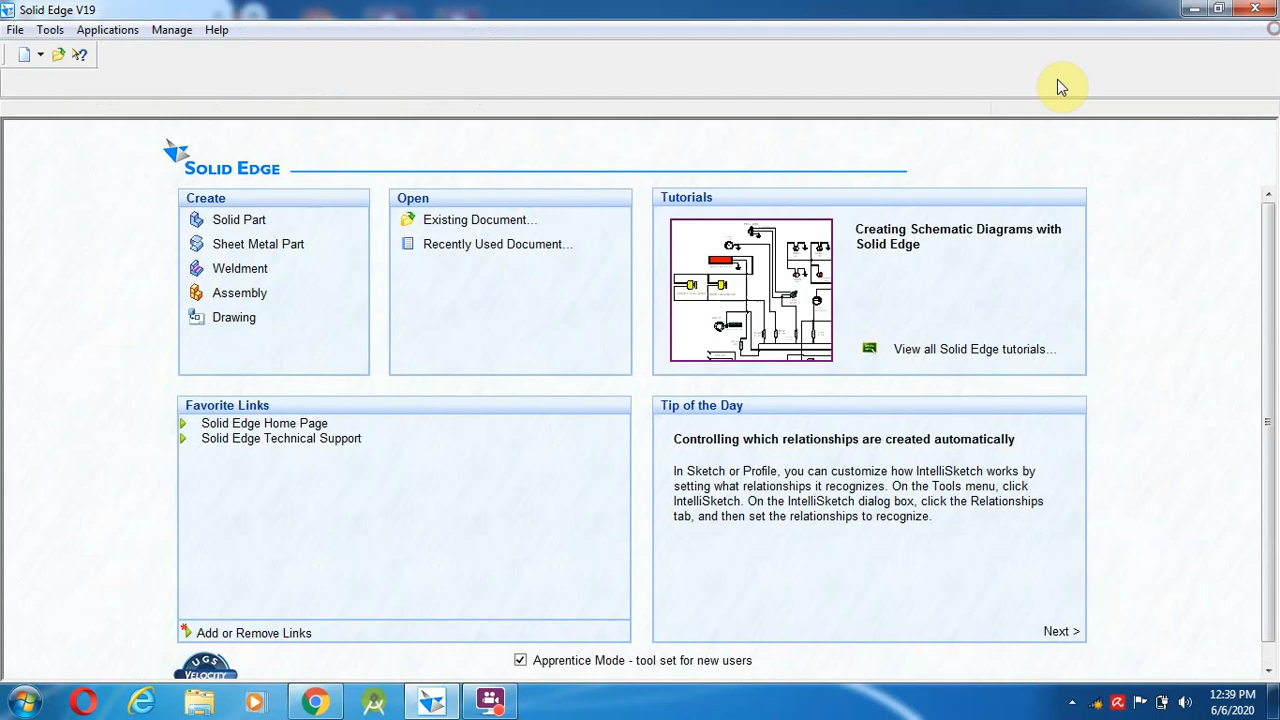 Solid Edge V19
File Tools Applications Manage Help
SOLID EDGE
Create
Solid Part
Sheet Metal Part
Weldment
Assembly
Drawing
Open
Existing Document...
Recently Used Document...
Tutorials
Creating Schematic Diagrams with
Solid Edge
View all Solid Edge tutorials...
Favorite Links
Solid Edge Home Page
Solid Edge Technical Support
Add or Remove Links
Tip of the Day
Controlling which relationships are created automatically
In Sketch or Profile, you can customize how IntelliSketch works by
setting what relationships it recognizes. On the Tools menu, click
IntelliSketch. On the IntelliSketch dialog box, click the Relationships
tab, and then set the relationships to recognize.
Next >
UGS
VELOCITY
Apprentice Mode - tool set for new users
12:39 PM
6/6/2020